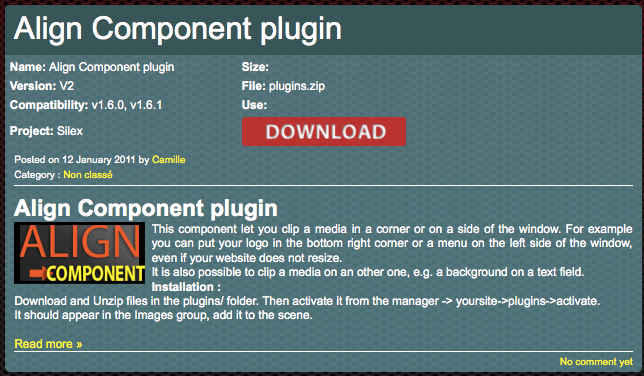 Align Component plugin
Name: Align Component plugin
Size:
Version: V2
File: plugins.zip
Compatibility: v1.6.0, v1.6.1
Use:
Project: Silex
DOWNLOAD
Posted on 12 January 2011 by Camille
Category : Non classé
Align Component plugin
ALIGN
COMPONENT
This component let you clip a media in a corner or on a side of the window. For example
you can put your logo in the bottom right corner or a menu on the left side of the window,
even if your website does not resize.
It is also possible to clip a media on an other one, e.g. a background on a text field.
Installation :
Download and Unzip files in the plugins/ folder. Then activate it from the manager -> yoursite->plugins->activate.
It should appear in the Images group, add it to the scene.
Read more »
No comment yet